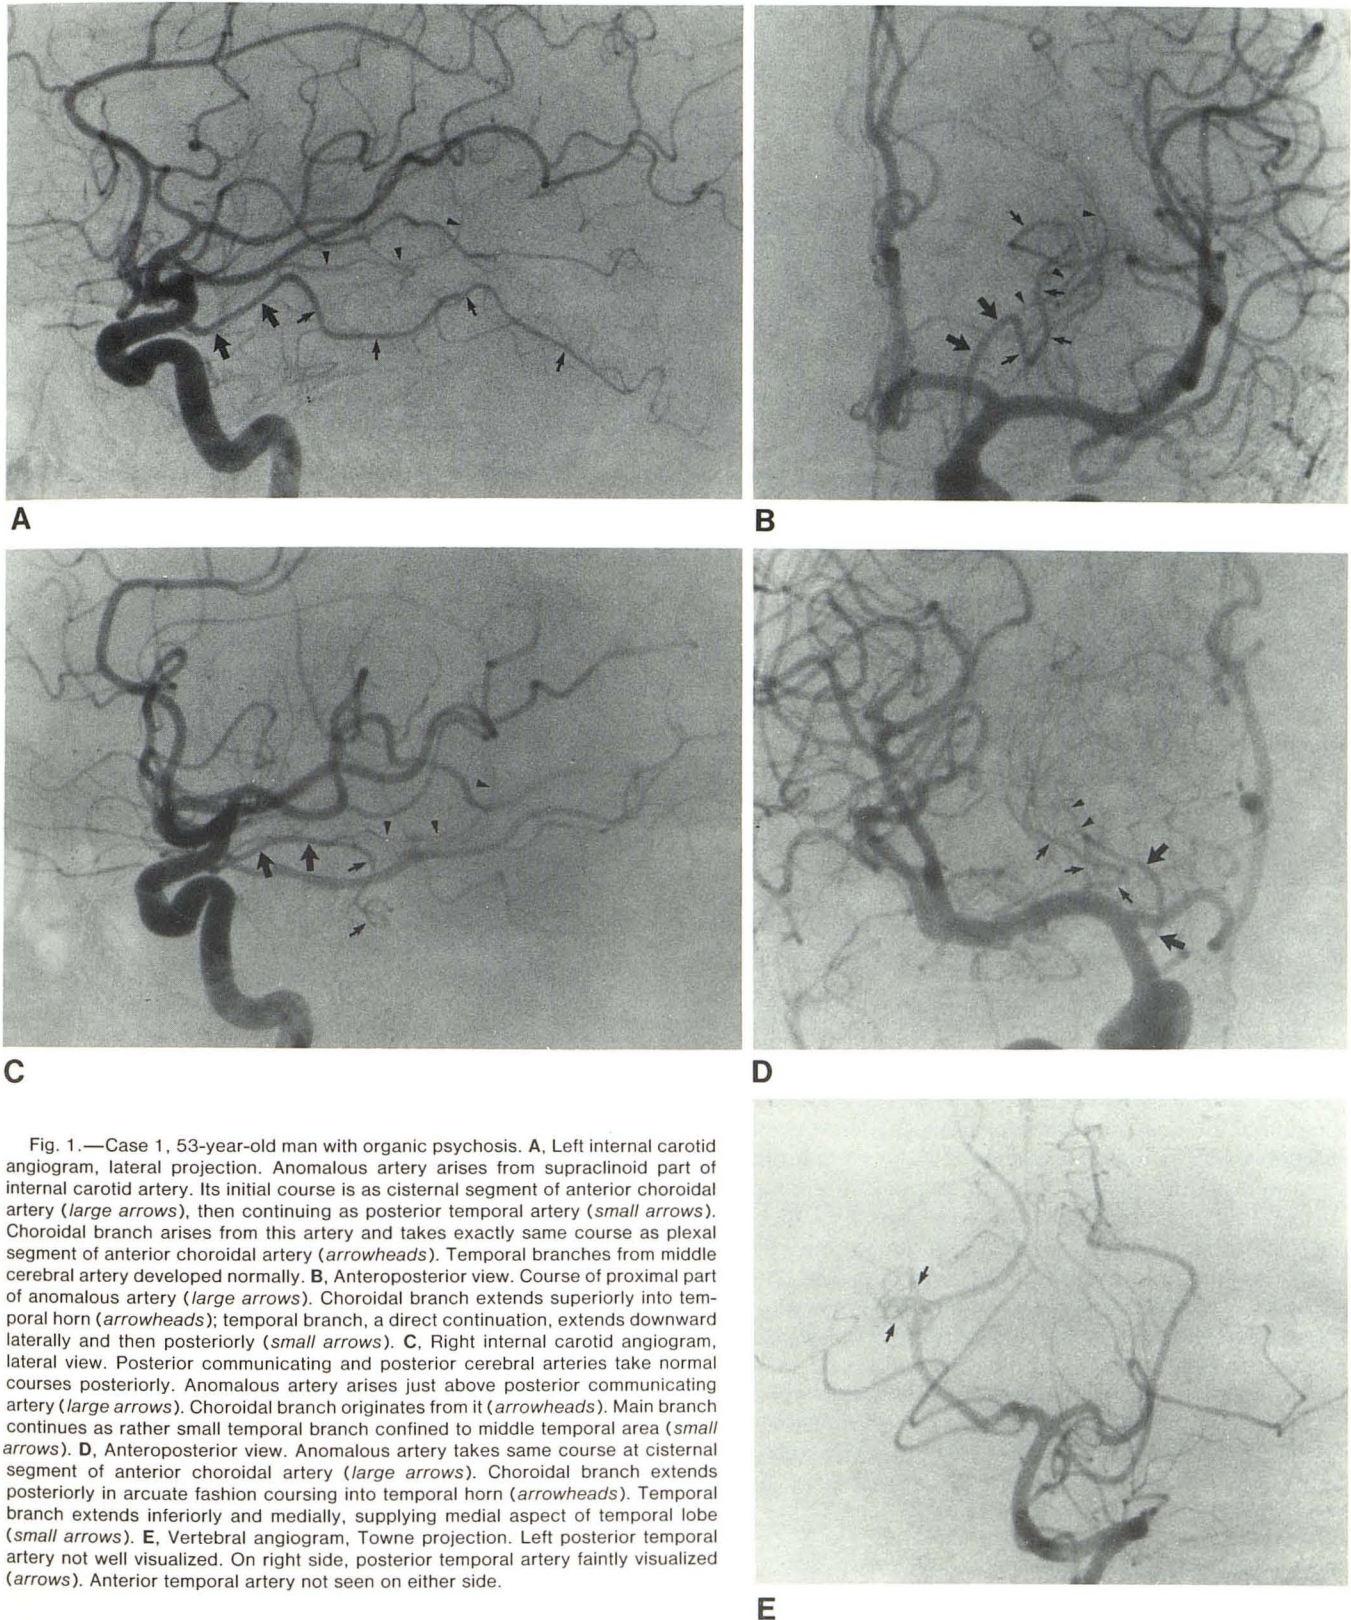 A
B
C
D
Fig. 1.—Case 1, 53-year-old man with organic psychosis. A, Left internal carotid
angiogram, lateral projection. Anomalous artery arises from supraclinoid part of
internal carotid artery. Its initial course is as cisternal segment of anterior choroidal
artery (large arrows), then continuing as posterior temporal artery (small arrows).
Choroidal branch arises from this artery and takes exactly same course as plexal
segment of anterior choroidal artery (arrowheads). Temporal branches from middle
cerebral artery developed normally. B, Anteroposterior view. Course of proximal part
of anomalous artery (large arrows). Choroidal branch extends superiorly into tem-
poral horn (arrowheads); temporal branch, a direct continuation, extends downward
laterally and then posteriorly (small arrows). C, Right internal carotid angiogram,
lateral view. Posterior communicating and posterior cerebral arteries take normal
courses posteriorly. Anomalous artery arises just above posterior communicating
artery (large arrows). Choroidal branch originates from it (arrowheads). Main branch
continues as rather small temporal branch confined to middle temporal area (small
arrows). D, Anteroposterior view. Anomalous artery takes same course at cisternal
segment of anterior choroidal artery (large arrows). Choroidal branch extends
posteriorly in arcuate fashion coursing into temporal horn (arrowheads). Temporal
branch extends inferiorly and medially, supplying medial aspect of temporal lobe
(small arrows). E, Vertebral angiogram, Towne projection. Left posterior temporal
artery not well visualized. On right side, posterior temporal artery faintly visualized
(arrows). Anterior temporal artery not seen on either side.
E